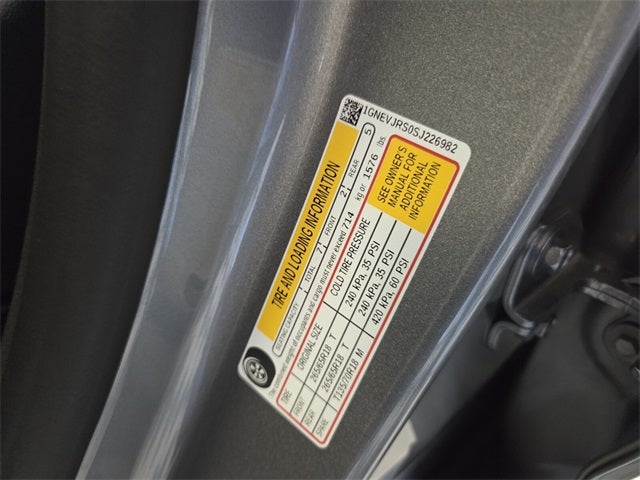 1GNEVJRS0SJ226982
TIRE AND LOADING INFORMATION
SEATING CAPACITY TOTAL 7 FRONT 2 REAR 5
The combined weight of occupants and cargo must never exceed 714 kg or 1576 lbs
TIRE ORIGINAL SIZE COLD TIRE PRESSURE
FRONT 265/65R18 T 240 kPa, 35 PSI
REAR 265/65R18 T 240 kPa, 35 PSI
SPARE T135/70R18 M 420 kPa, 60 PSI
SEE OWNER'S
MANUAL FOR
ADDITIONAL
INFORMATION